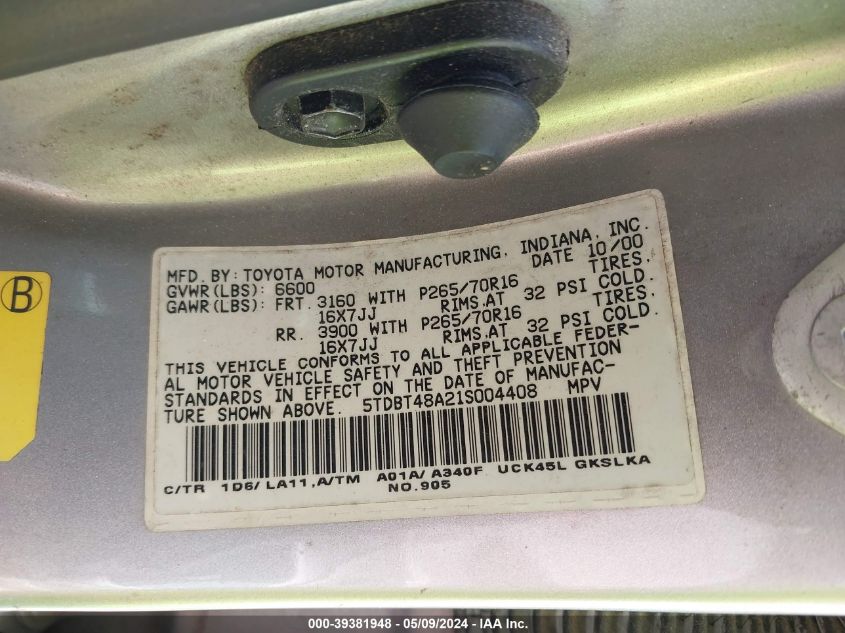 B
MFD. BY: TOYOTA MOTOR MANUFACTURING, INDIANA, INC.
GVWR(LBS): 6600 DATE 10/00
GAWR(LBS): FRT. 3160 WITH P265/70R16 TIRES.
16X7JJ RIMS.AT 32 PSI COLD.
RR. 3900 WITH P265/70R16 TIRES.
16X7JJ RIMS.AT 32 PSI COLD.
THIS VEHICLE CONFORMS TO ALL APPLICABLE FEDER-
AL MOTOR VEHICLE SAFETY AND THEFT PREVENTION
STANDARDS IN EFFECT ON THE DATE OF MANUFAC-
TURE SHOWN ABOVE. 5TDBT48A21S004408 MPV
C/TR 1D6/LA11,A/TM A01A/A340F UCK45L GKSLKA
NO.905
000-39381948 - 05/09/2024 - IAA Inc.